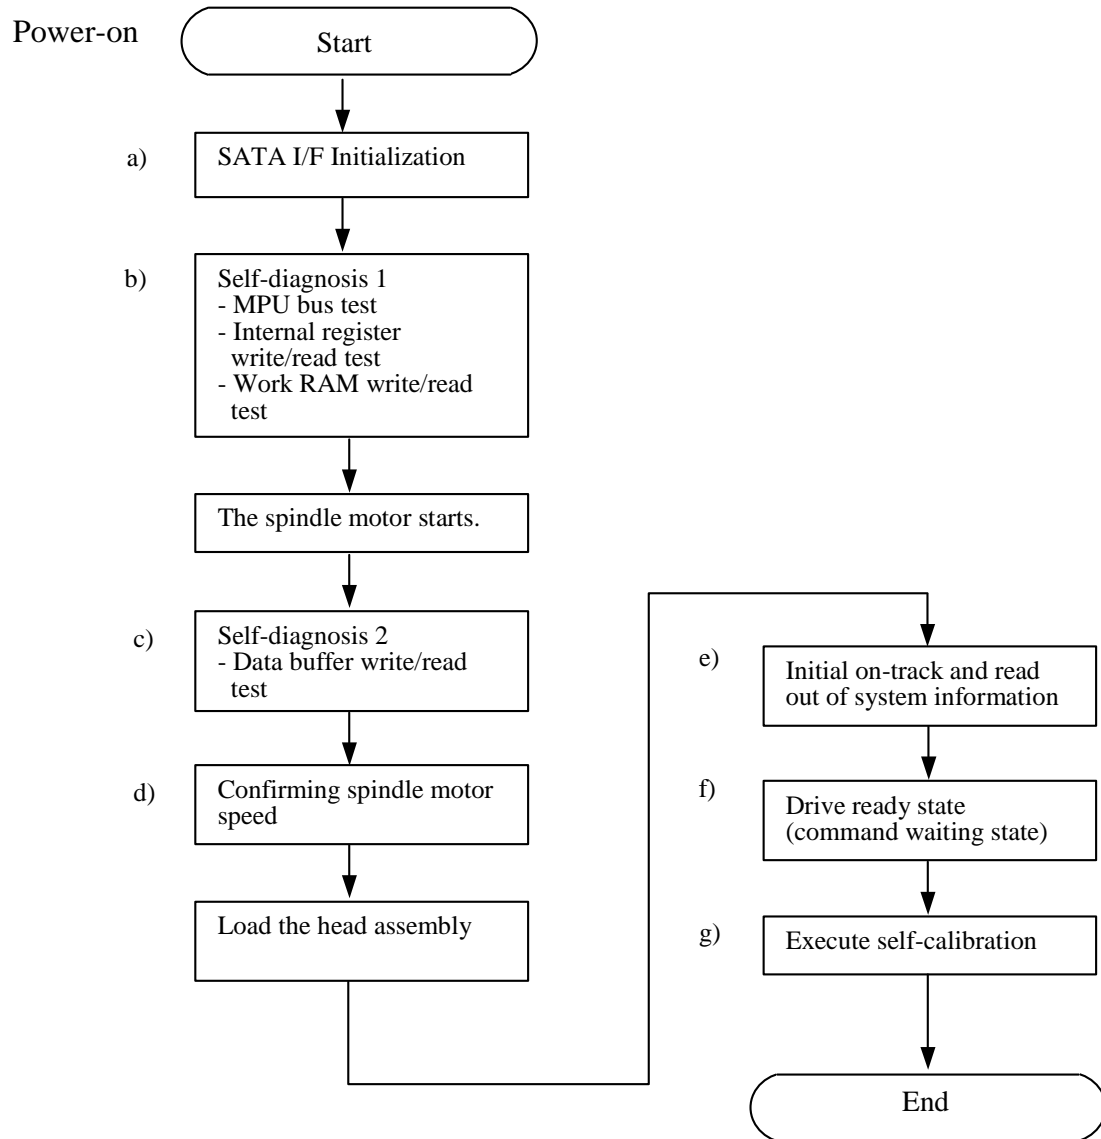 Power-on
Start
a)
SATA I/F Initialization
b)
Self-diagnosis 1
- MPU bus test
- Internal register
write/read test
- Work RAM write/read
test
The spindle motor starts.
c)
Self-diagnosis 2
- Data buffer write/read
test
d)
Confirming spindle motor
speed
Load the head assembly
e)
Initial on-track and read
out of system information
f)
Drive ready state
(command waiting state)
g)
Execute self-calibration
End